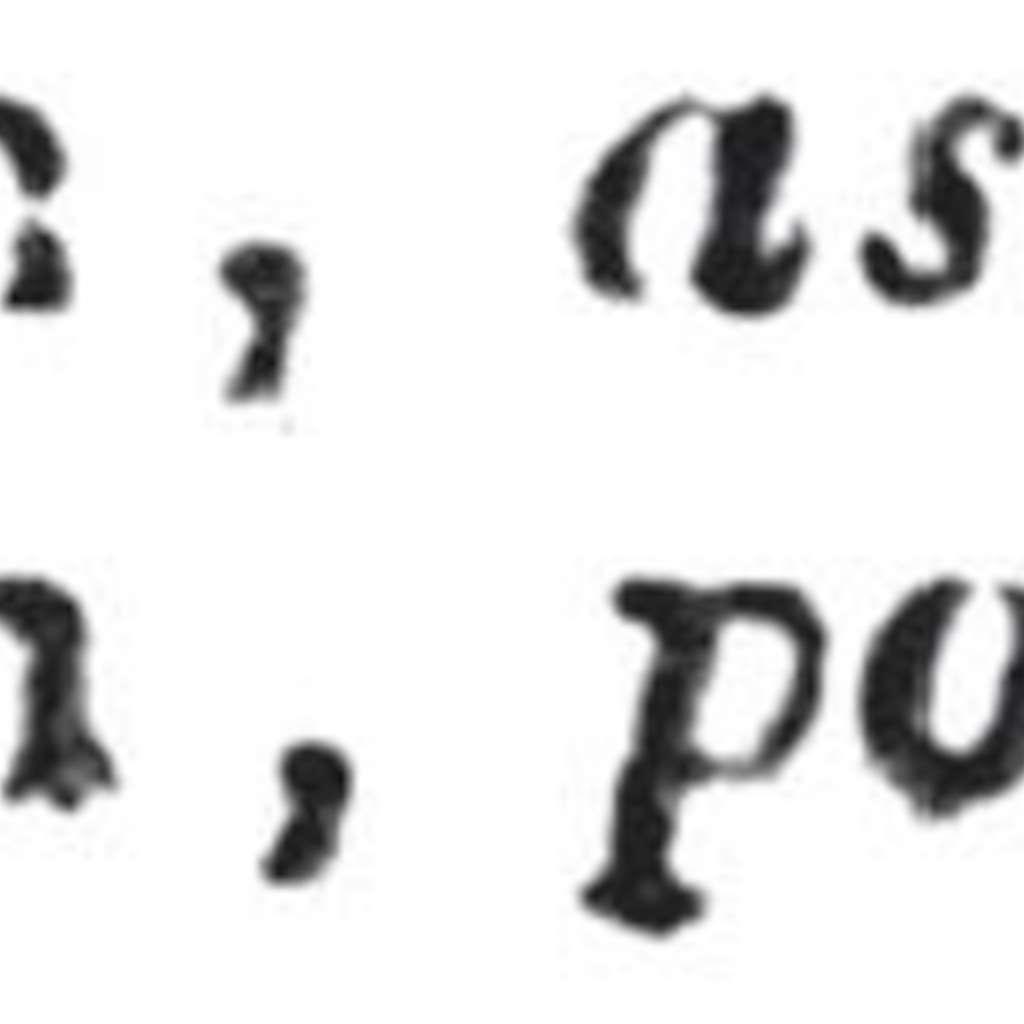 , as
n, po